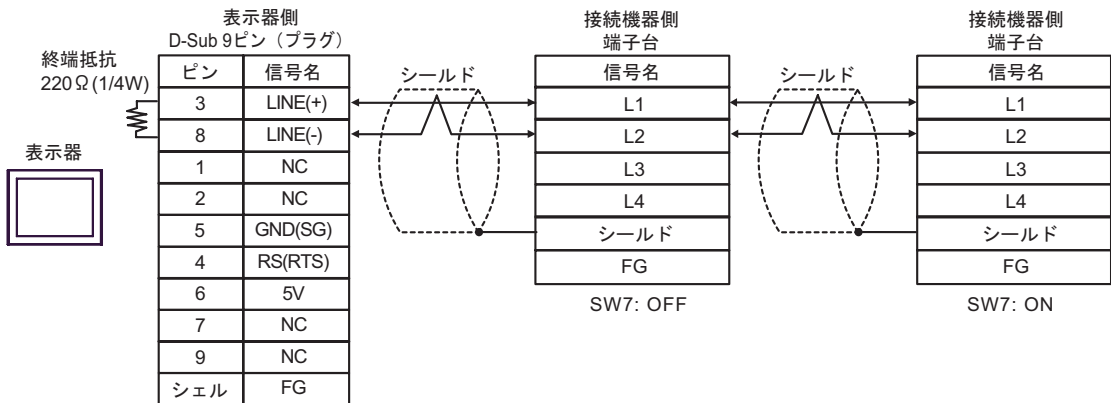 表示器側
D-Sub 9ピン（プラグ）
終端抵抗
220Ω(1/4W)
表示器
ピン 信号名
3 LINE(+)
8 LINE(-)
1 NC
2 NC
5 GND(SG)
4 RS(RTS)
6 5V
7 NC
9 NC
シェル FG
シールド
接続機器側
端子台
信号名
L1
L2
L3
L4
シールド
FG
SW7: OFF
シールド
接続機器側
端子台
信号名
L1
L2
L3
L4
シールド
FG
SW7: ON